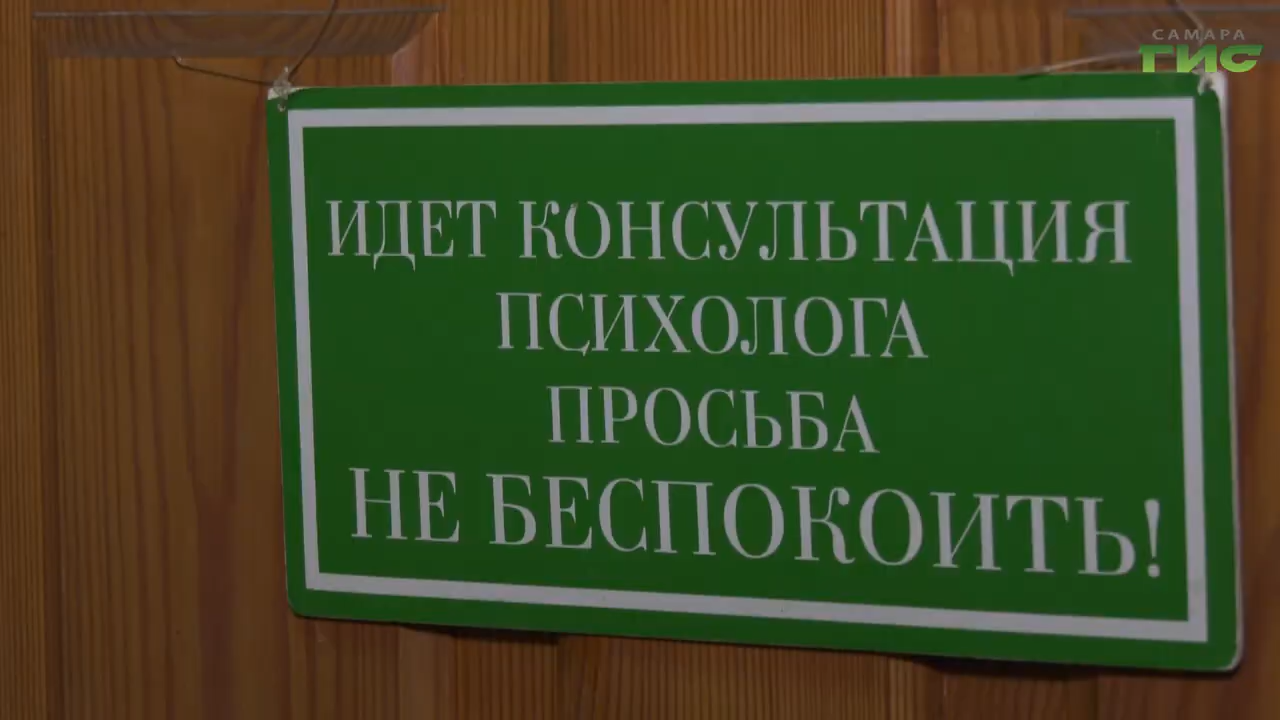 САМАРА
ГИС
ИДЕТ КОНСУЛЬТАЦИЯ
ПСИХОЛОГА
ПРОСЬБА
НЕ БЕСПОКОИТЬ!